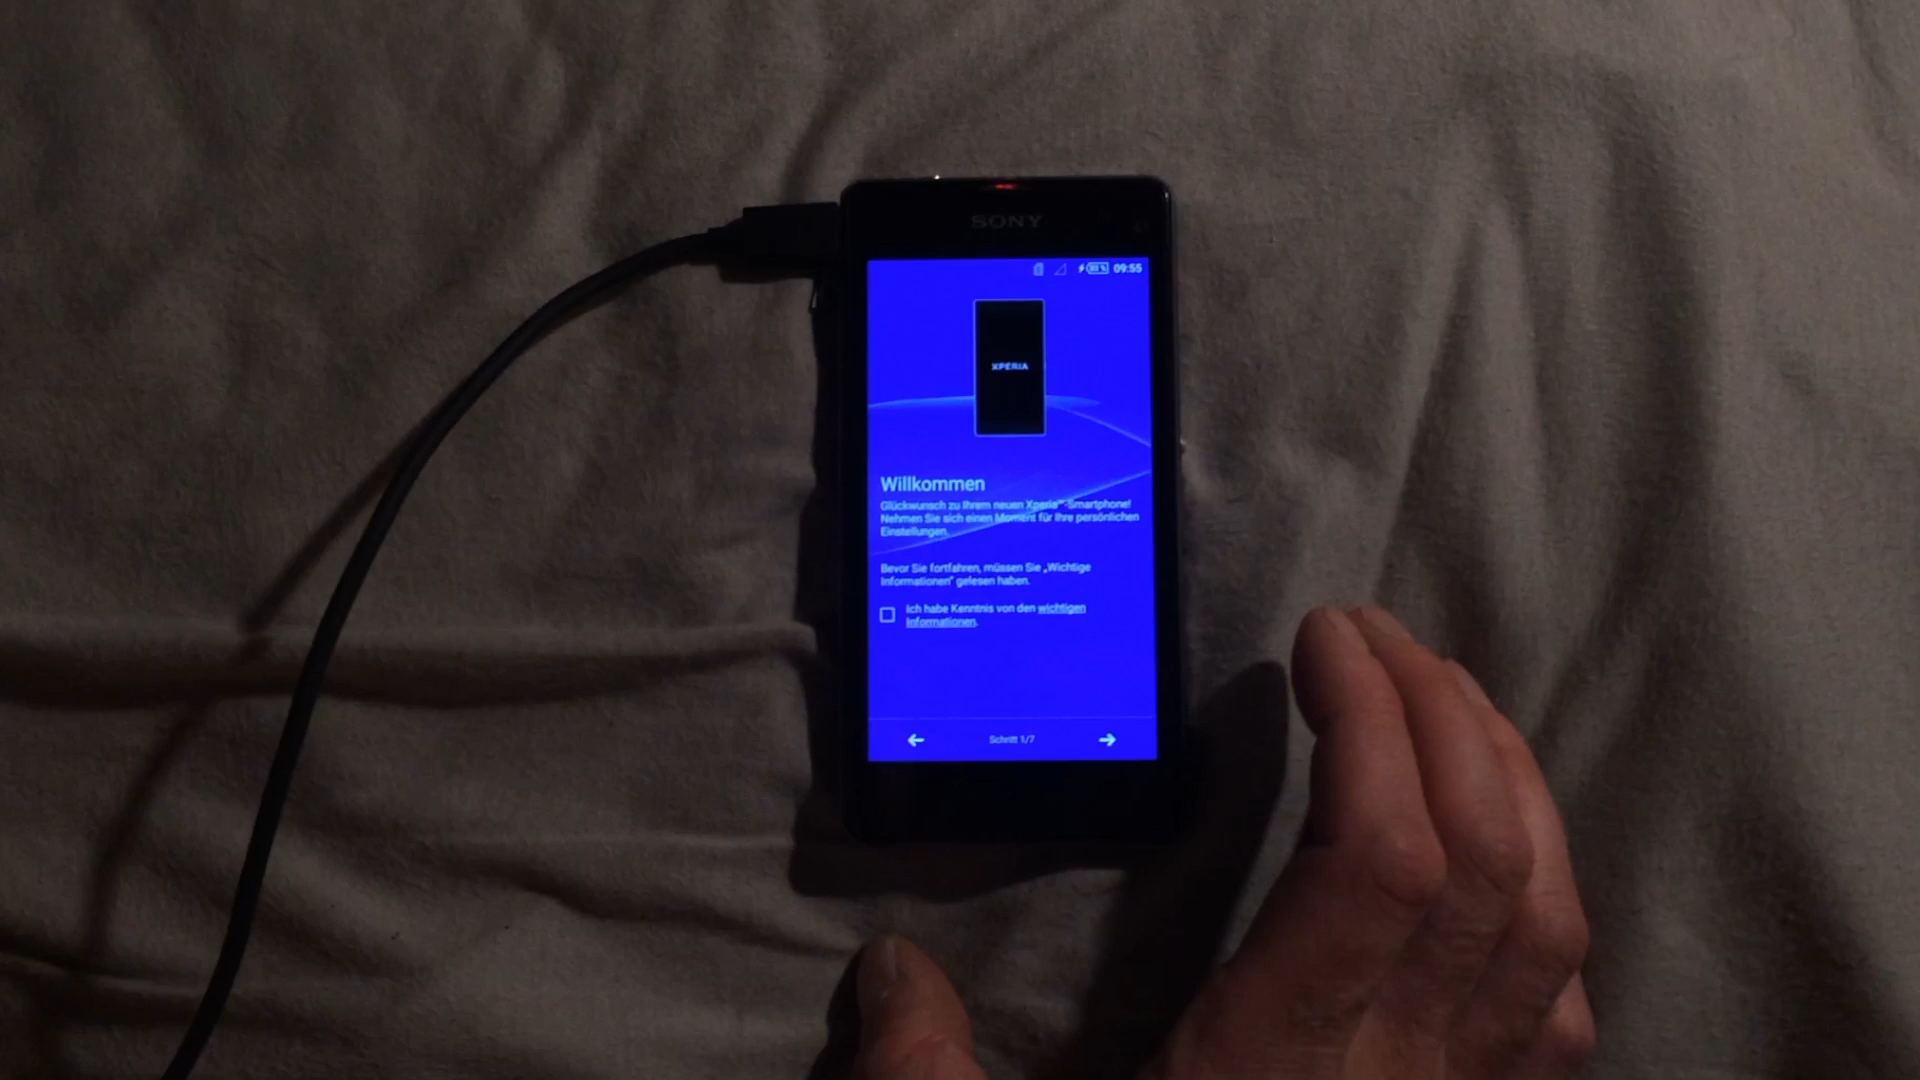 SONY
09:55
XPERIA
Willkommen
Glückwunsch zu Ihrem neuen Xperia™-Smartphone!
Nehmen Sie sich einen Moment für Ihre persönlichen
Einstellungen.
Bevor Sie fortfahren, müssen Sie „Wichtige
Informationen“ gelesen haben.
Ich habe Kenntnis von den wichtigen
Informationen.
Schritt 1/7